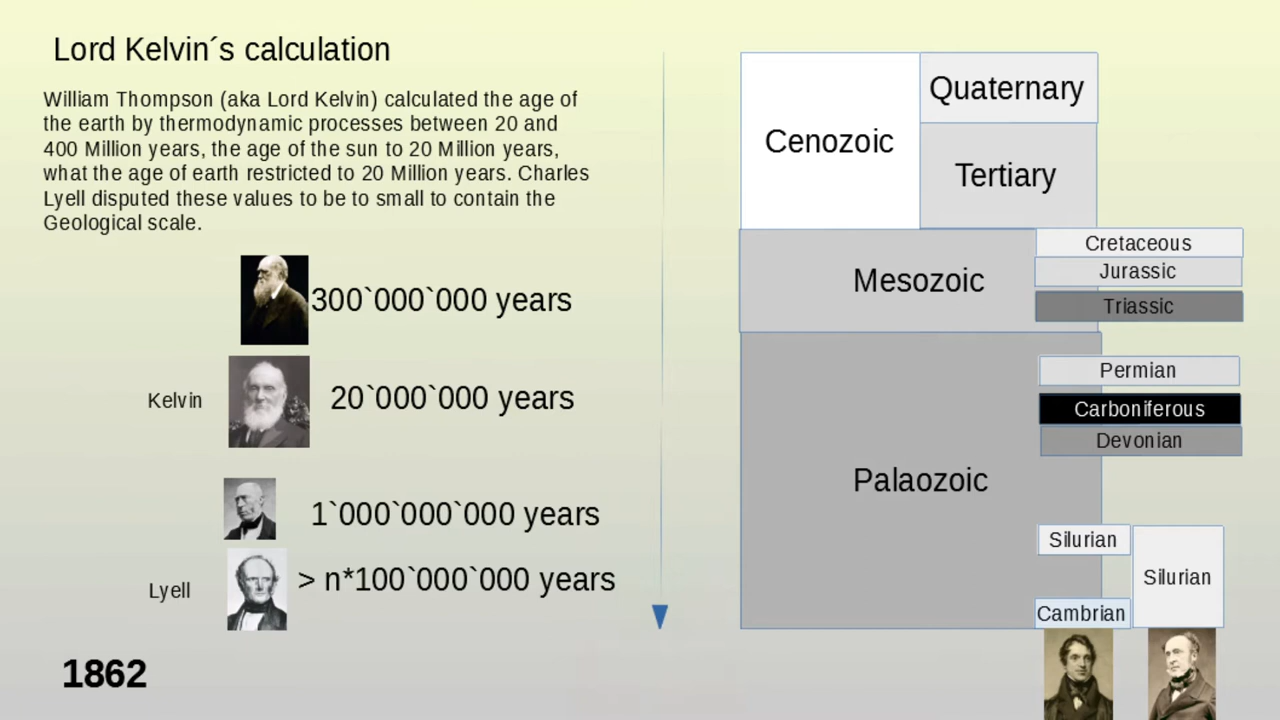 Lord Kelvin´s calculation
William Thompson (aka Lord Kelvin) calculated the age of
the earth by thermodynamic processes between 20 and
400 Million years, the age of the sun to 20 Million years,
what the age of earth restricted to 20 Million years. Charles
Lyell disputed these values to be to small to contain the
Geological scale.
300`000`000 years
Kelvin
20`000`000 years
1`000`000`000 years
Lyell
> n*100`000`000 years
1862
Cenozoic
Quaternary
Tertiary
Mesozoic
Cretaceous
Jurassic
Triassic
Palaozoic
Permian
Carboniferous
Devonian
Silurian
Silurian
Cambrian